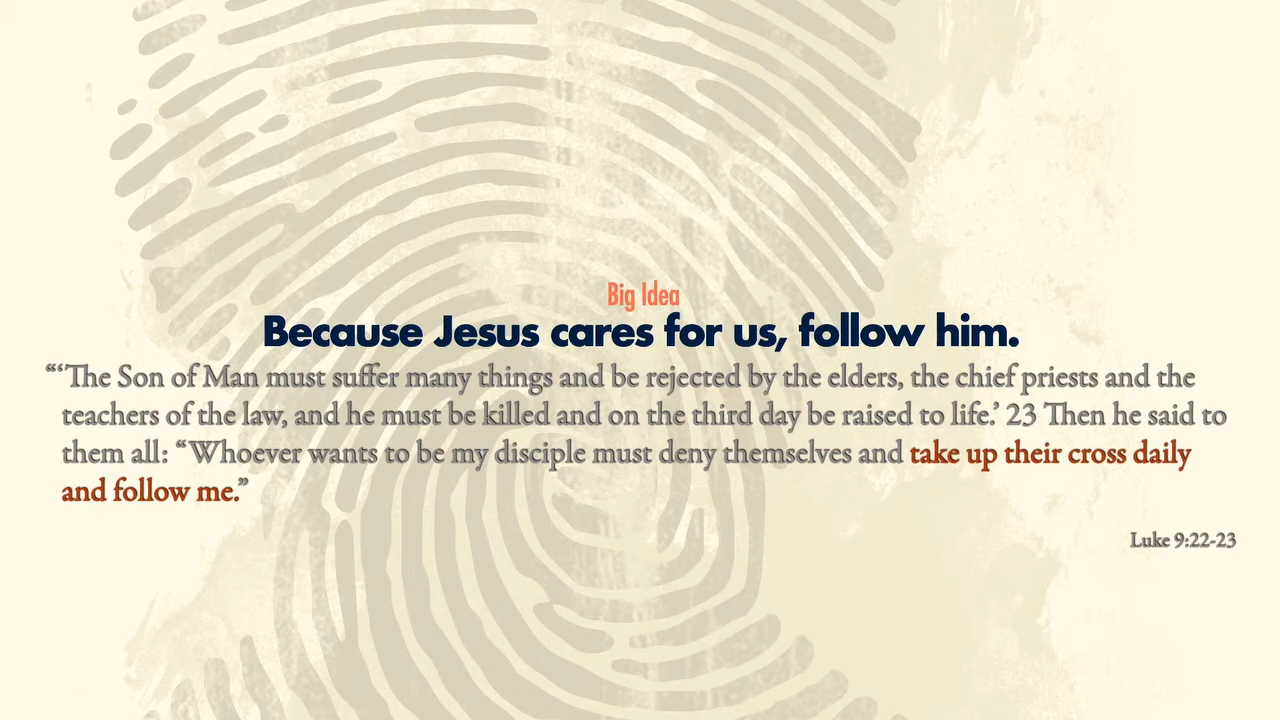 Big Idea
Because Jesus cares for us, follow him.
“‘The Son of Man must suffer many things and be rejected by the elders, the chief priests and the
teachers of the law, and he must be killed and on the third day be raised to life.’ 23 Then he said to
them all: “Whoever wants to be my disciple must deny themselves and take up their cross daily
and follow me.”
Luke 9:22-23